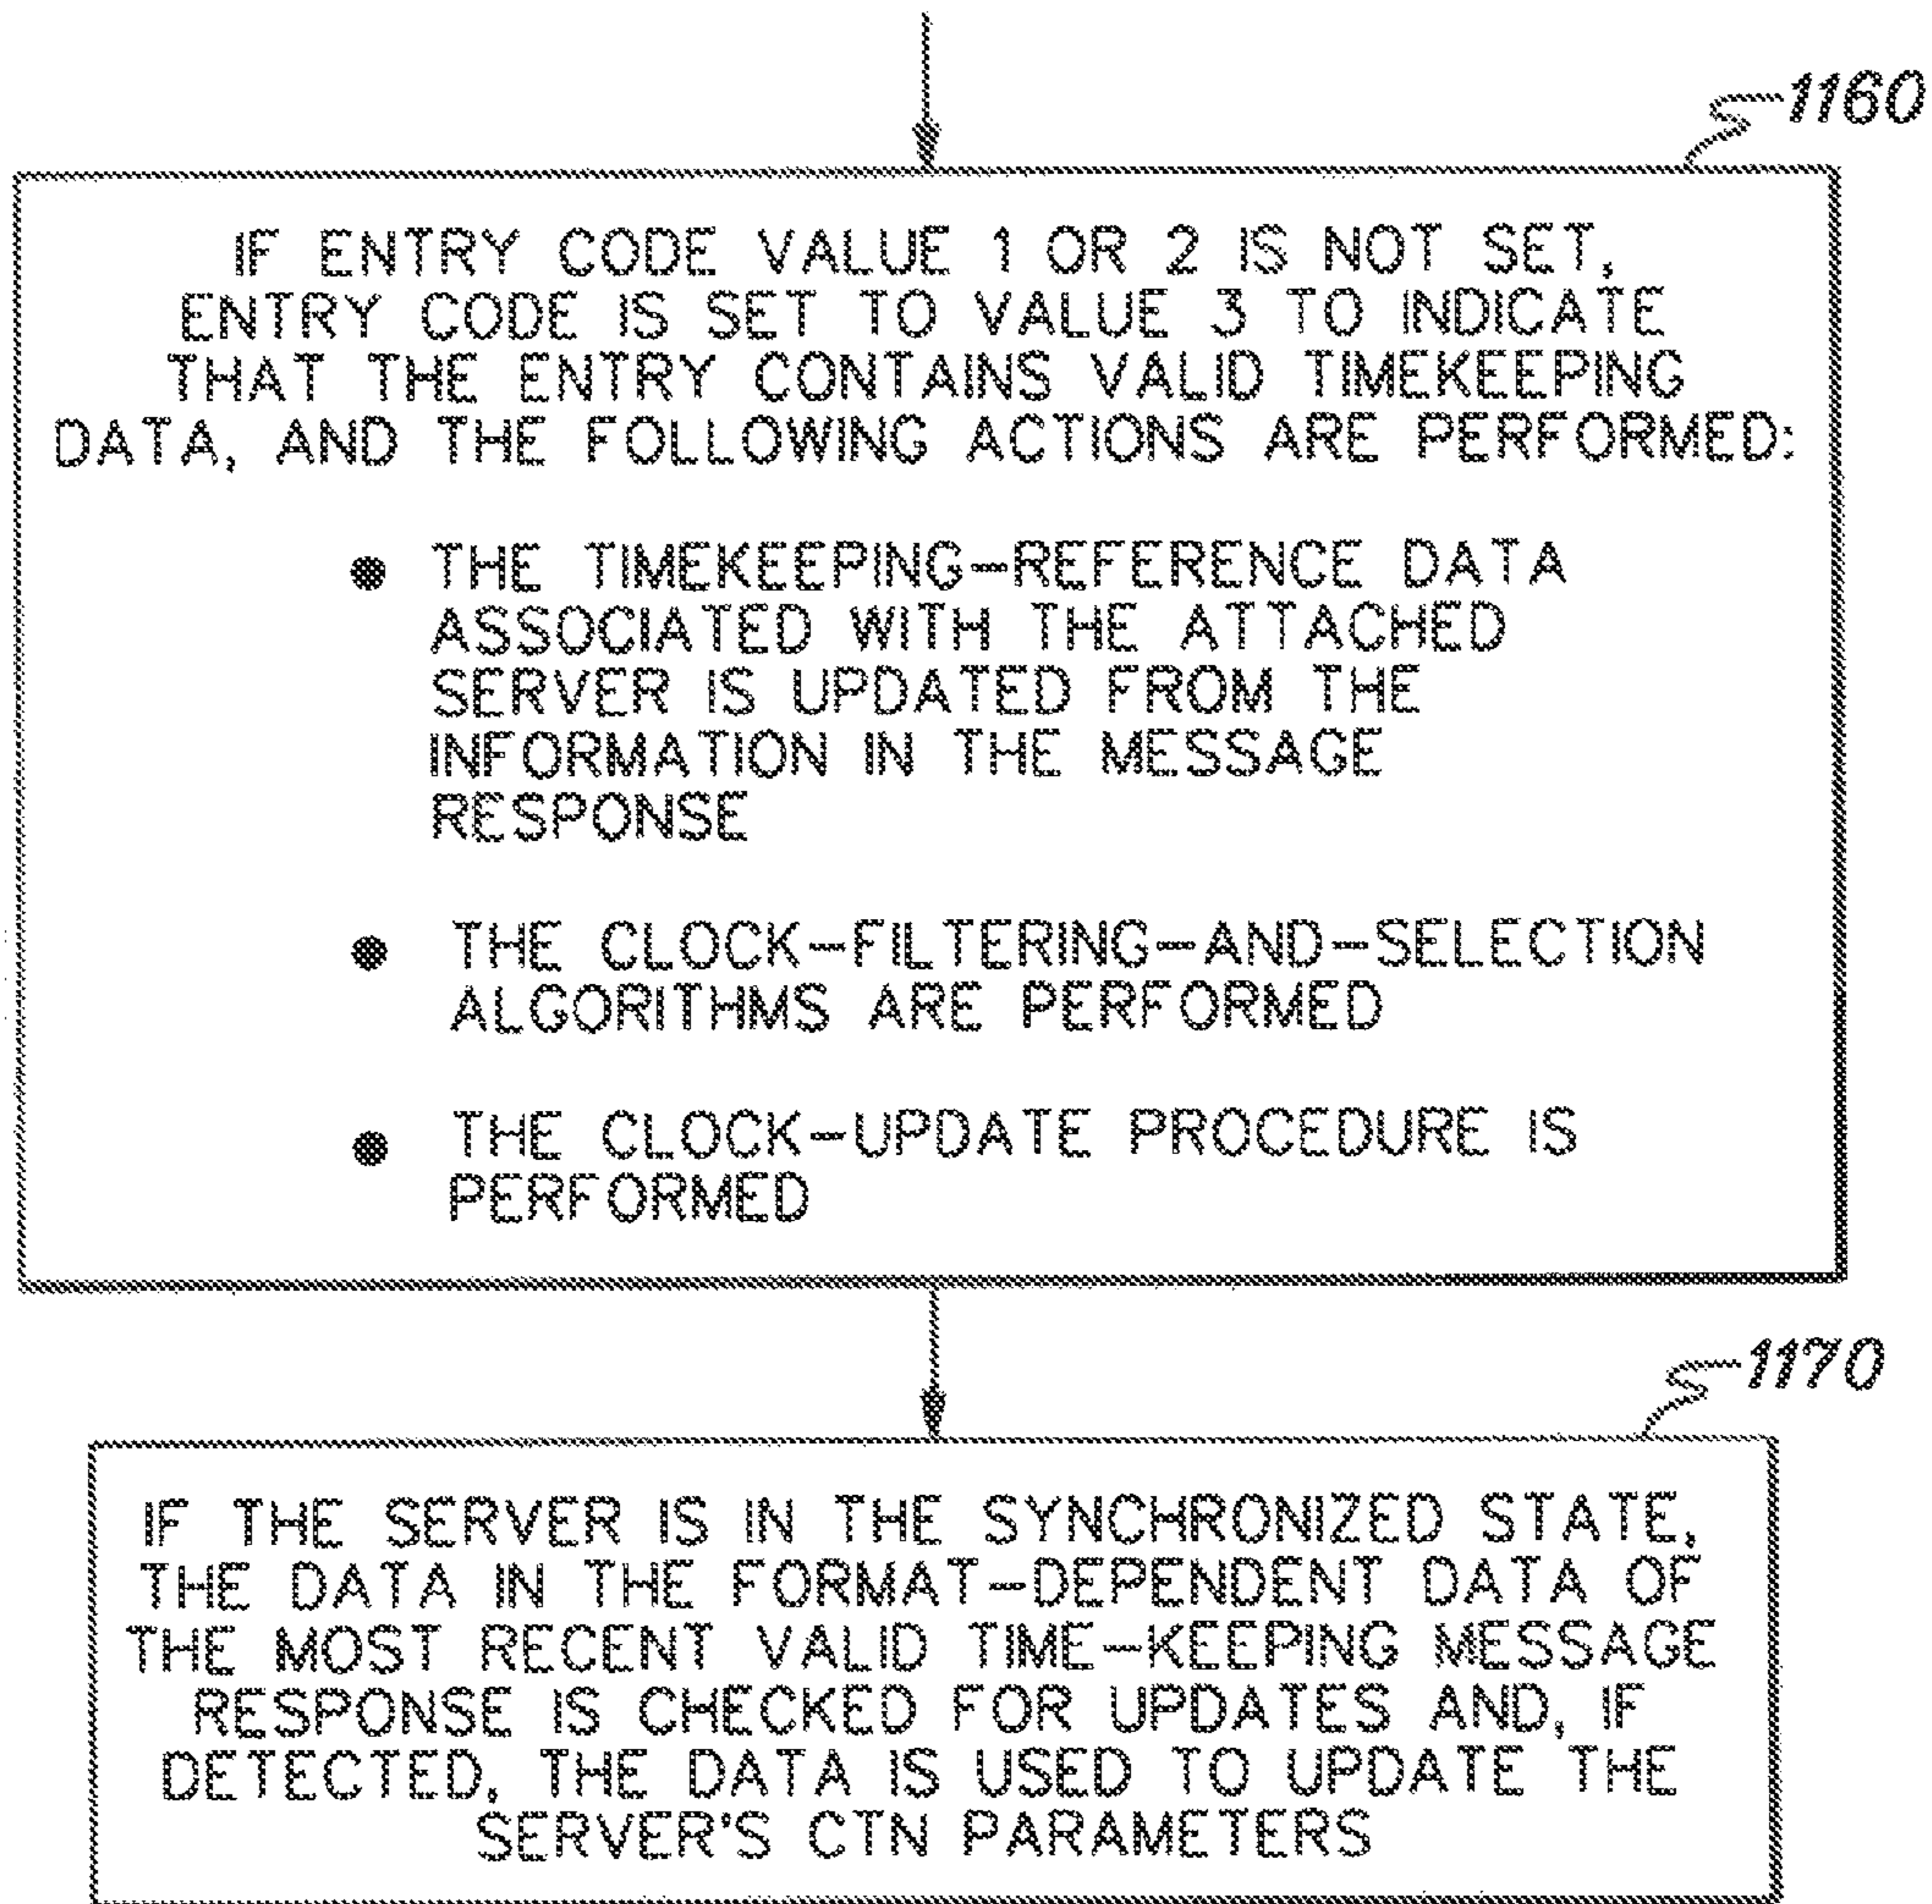 1160
IF ENTRY CODE VALUE 1 OR 2 IS NOT SET,
ENTRY CODE IS SET TO VALUE 3 TO INDICATE
THAT THE ENTRY CONTAINS VALID TIMEKEEPING
DATA, AND THE FOLLOWING ACTIONS ARE PERFORMED:
● THE TIMEKEEPING-REFERENCE DATA
ASSOCIATED WITH THE ATTACHED
SERVER IS UPDATED FROM THE
INFORMATION IN THE MESSAGE
RESPONSE
● THE CLOCK-FILTERING-AND-SELECTION
ALGORITHMS ARE PERFORMED
● THE CLOCK-UPDATE PROCEDURE IS
PERFORMED
1170
IF THE SERVER IS IN THE SYNCHRONIZED STATE,
THE DATA IN THE FORMAT-DEPENDENT DATA OF
THE MOST RECENT VALID TIME-KEEPING MESSAGE
RESPONSE IS CHECKED FOR UPDATES AND, IF
DETECTED, THE DATA IS USED TO UPDATE THE
SERVER'S CTN PARAMETERS